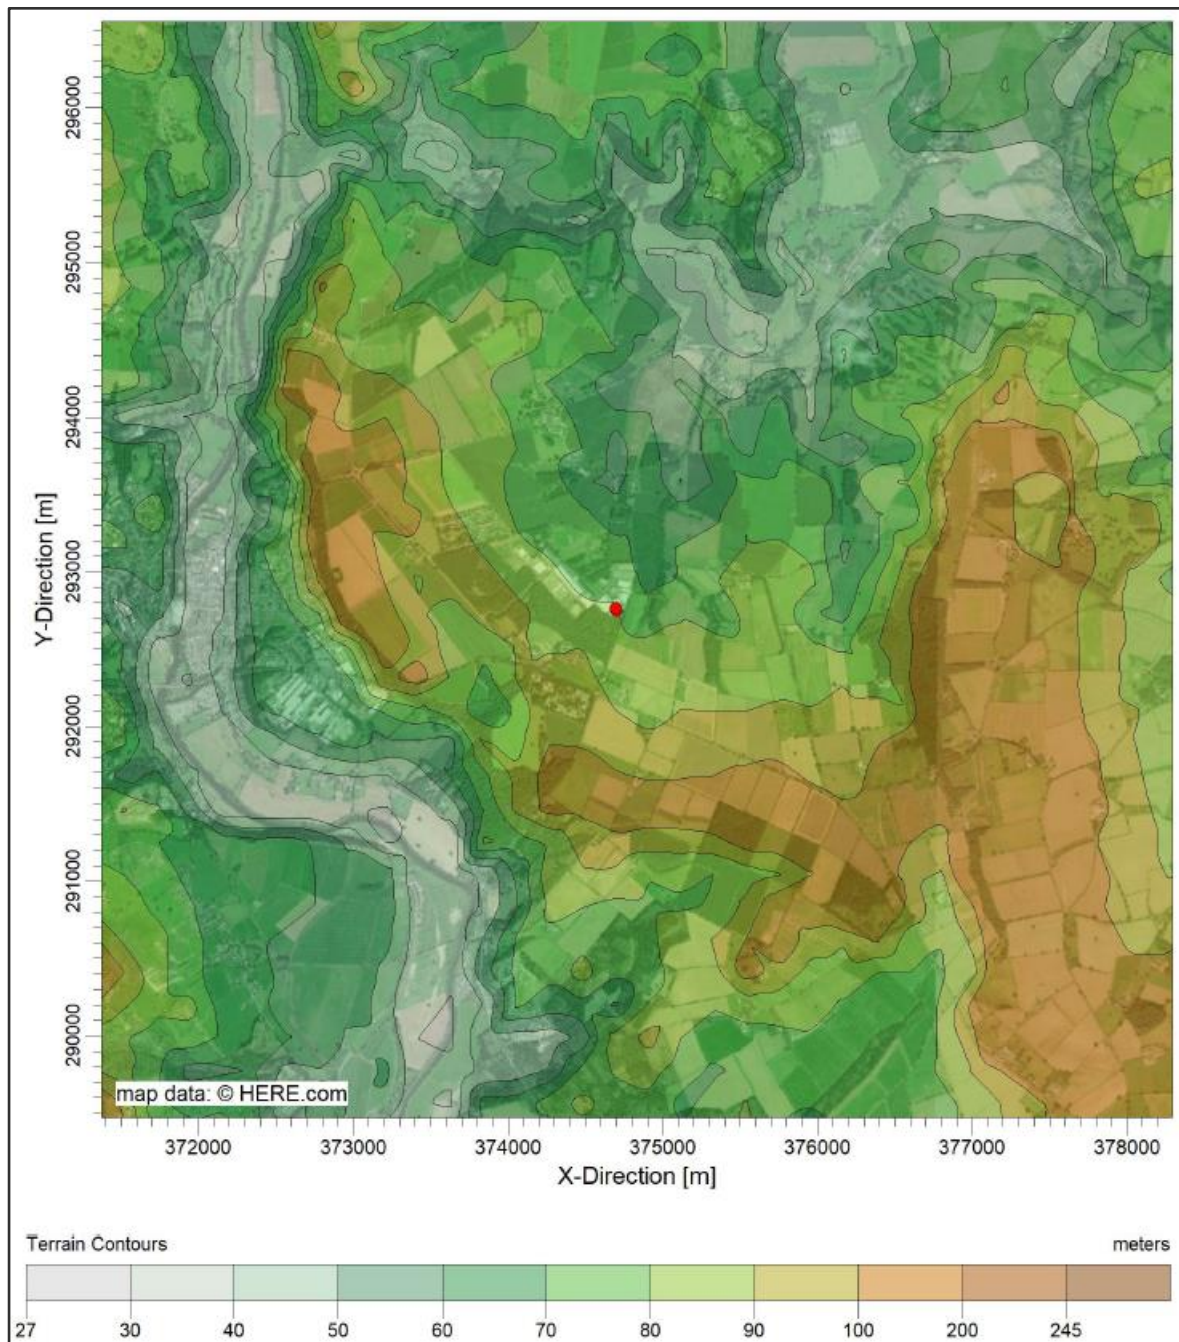 296000
295000
294000
293000
292000
291000
290000
Y-Direction [m]
map data: © HERE.com
372000 373000 374000 375000 376000 377000 378000
X-Direction [m]
Terrain Contours meters
27 30 40 50 60 70 80 90 100 200 245